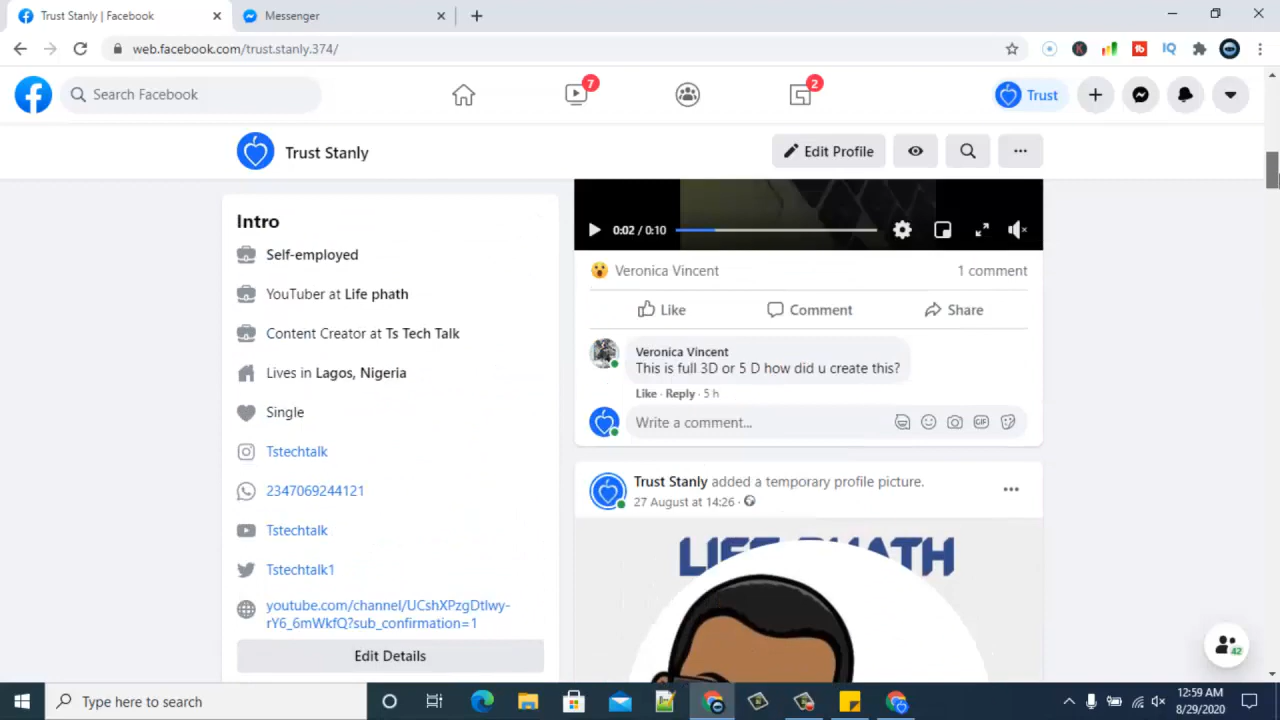 Trust Stanly | Facebook
Messenger
web.facebook.com/trust.stanly.374/
Search Facebook
7
2
Trust
Trust Stanly
Edit Profile
Intro
Self-employed
YouTuber at Life phath
Content Creator at Ts Tech Talk
Lives in Lagos, Nigeria
Single
Tstechtalk
2347069244121
Tstechtalk
Tstechtalk1
youtube.com/channel/UCshXPzgDtlwy-
rY6_6mWkfQ?sub_confirmation=1
Edit Details
0:02 / 0:10
Veronica Vincent
1 comment
Like
Comment
Share
Veronica Vincent
This is full 3D or 5 D how did u create this?
Like · Reply · 5 h
Write a comment...
GIF
Trust Stanly added a temporary profile picture.
27 August at 14:26 ·
LIFE PHATH
42
Type here to search
12:59 AM
8/29/2020